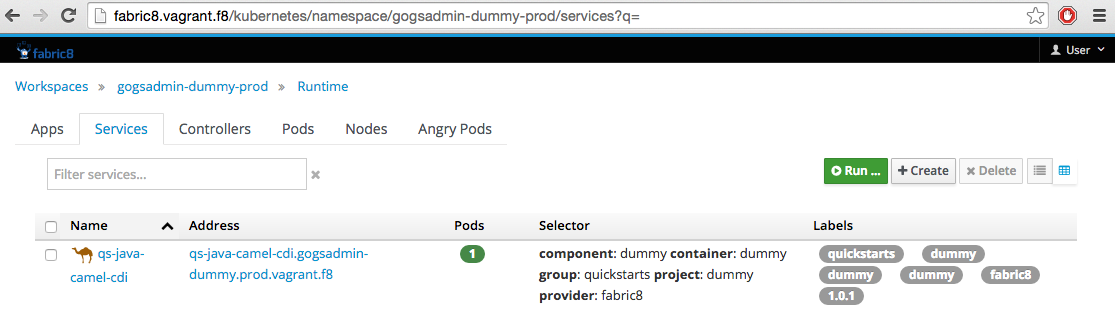 fabric8.vagrant.f8/kubernetes/namespace/gogsadmin-dummy-prod/services?q=
fabric8 User
Workspaces » gogsadmin-dummy-prod » Runtime
Apps Services Controllers Pods Nodes Angry Pods
Filter services... Run ... Create Delete
Name Address Pods Selector Labels
qs-java- qs-java-camel-cdi.gogsadmin- 1 component: dummy container: dummy quickstarts dummy
camel-cdi dummy.prod.vagrant.f8 group: quickstarts project: dummy dummy dummy fabric8
provider: fabric8 1.0.1